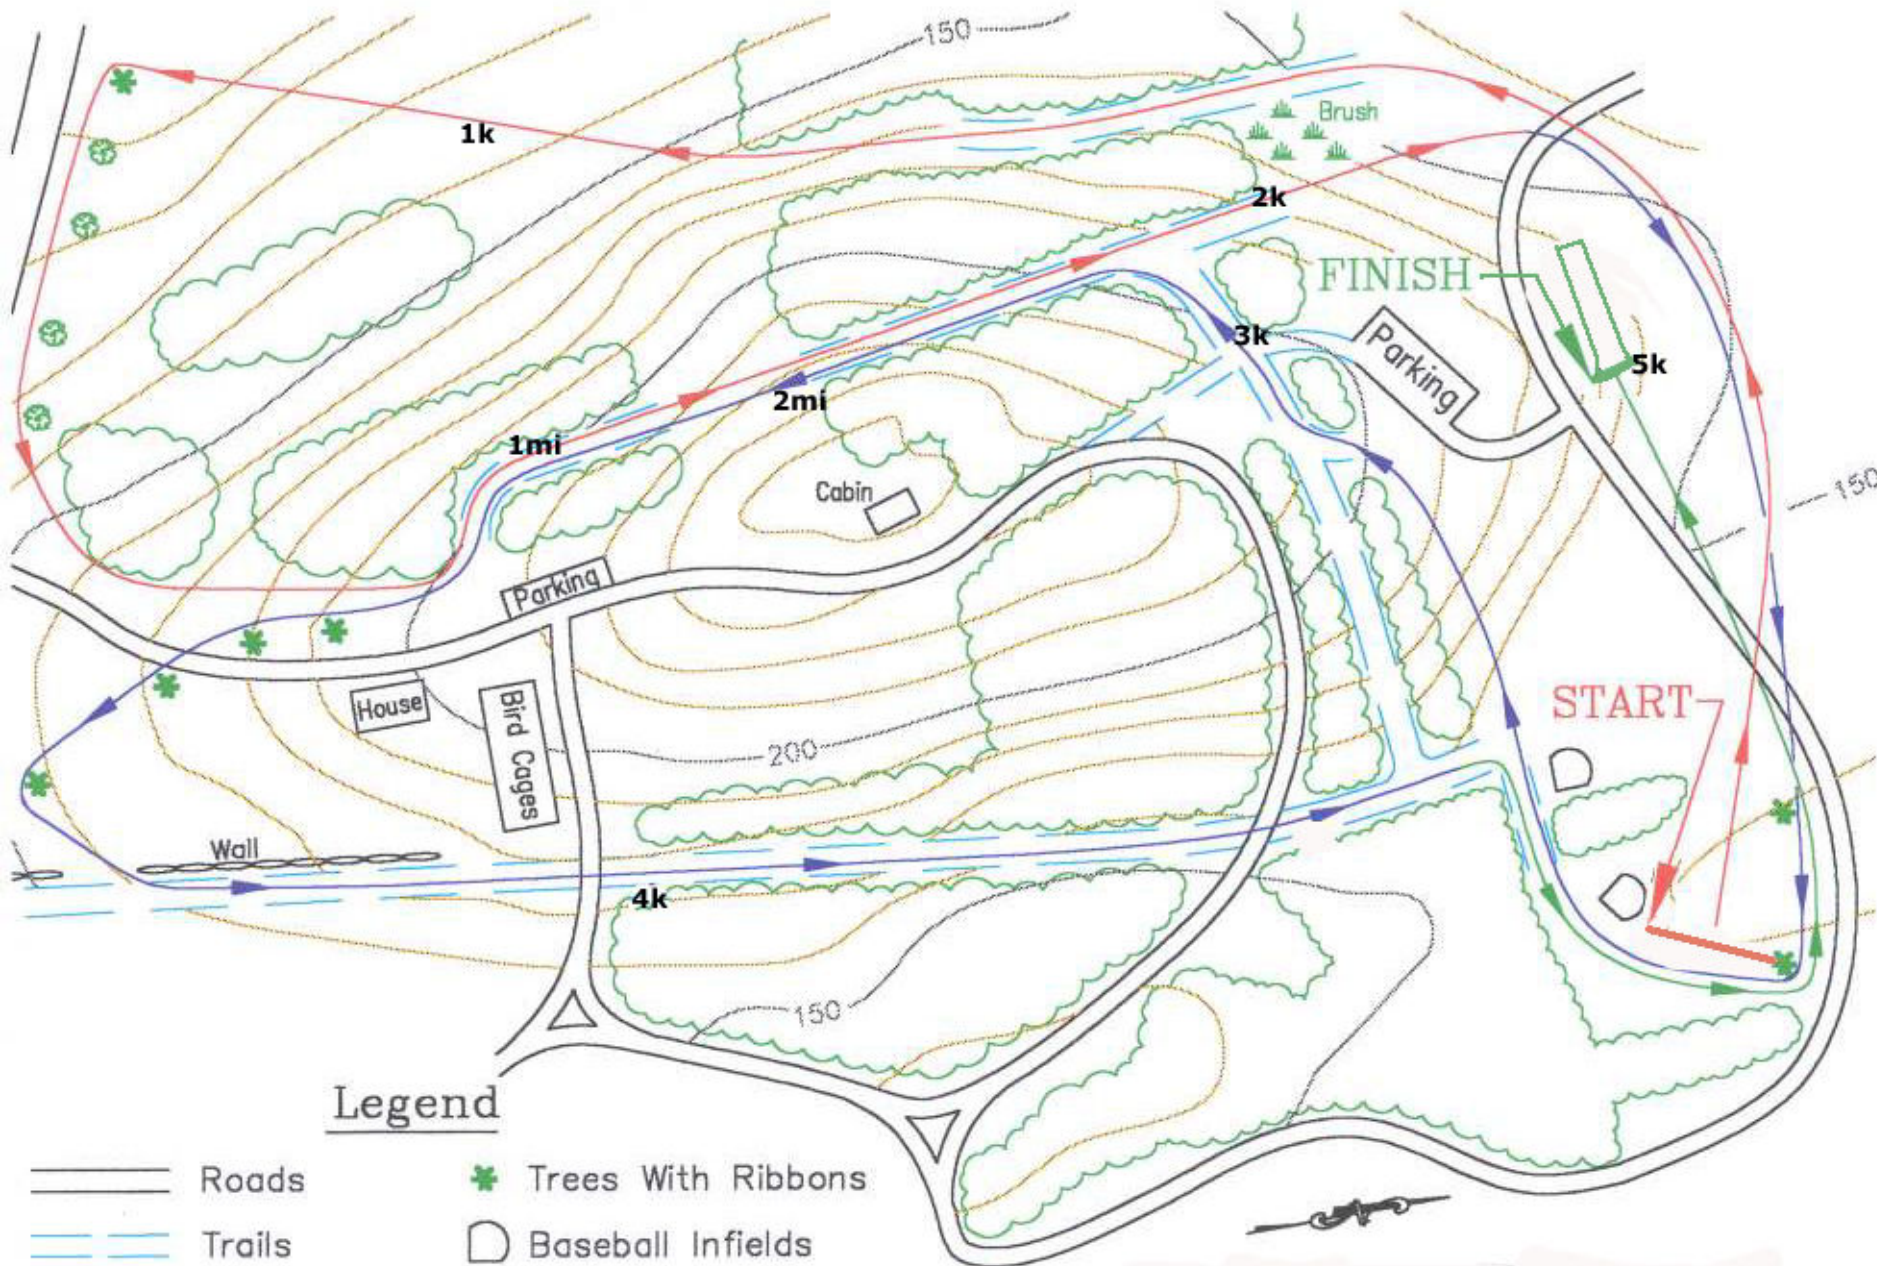 150
1k
Brush
2k
FINISH
3k
Parking
5k
2mi
1mi
Cabin
150
Parking
START
House
Bird Cages
200
Wall
4k
150
Legend
Roads
Trees With Ribbons
Trails
Baseball Infields